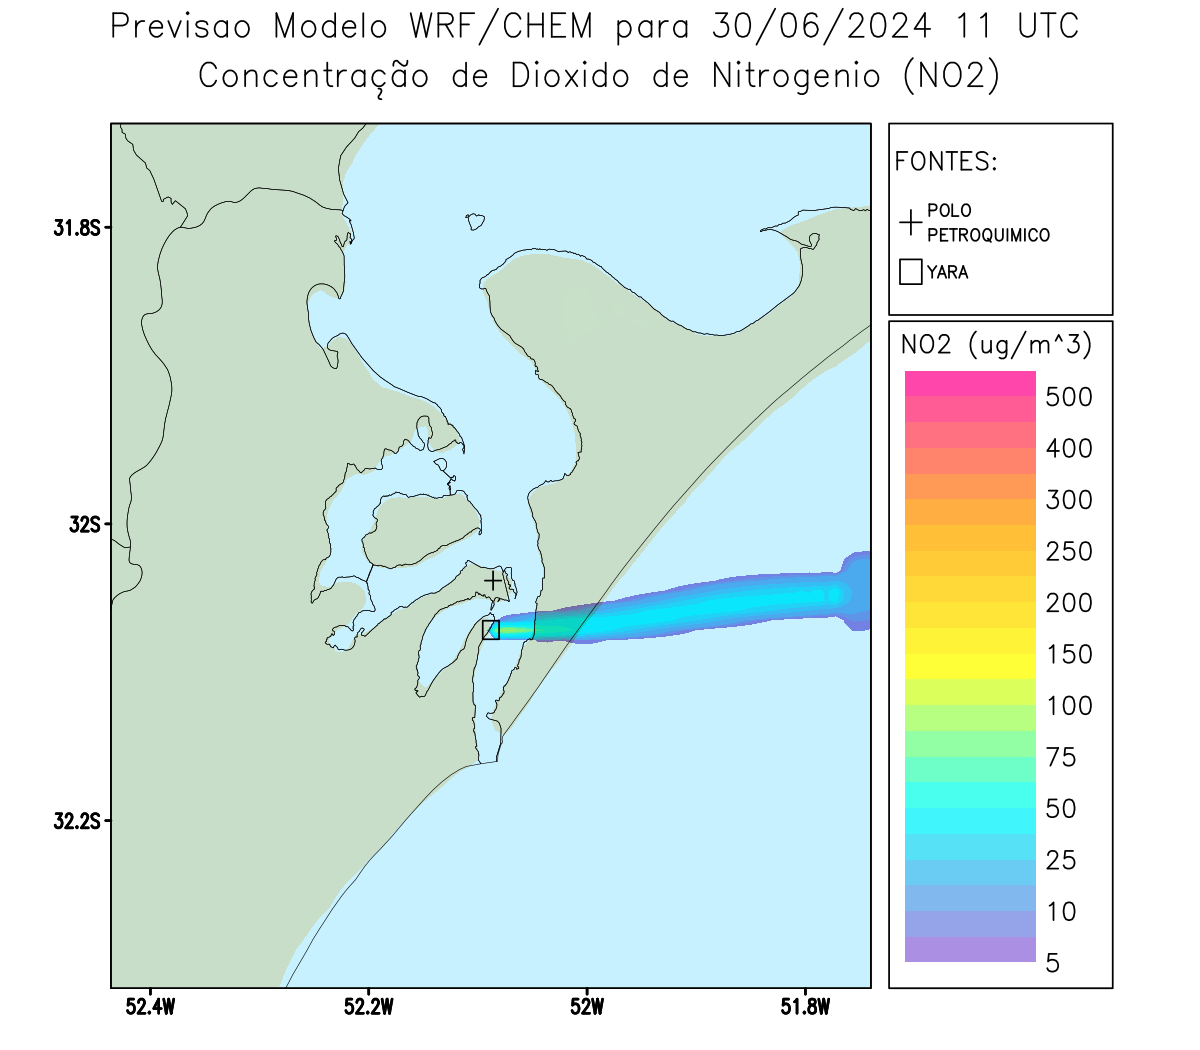 Previsao Modelo WRF/CHEM para 30/06/2024 11 UTC
Concentração de Dioxido de Nitrogenio (NO2)
FONTES:
POLO
PETROQUIMICO
YARA
NO2 (ug/m^3)
500
400
300
250
200
150
100
75
50
25
10
5
31.8S
32S
32.2S
52.4W
52.2W
52W
51.8W